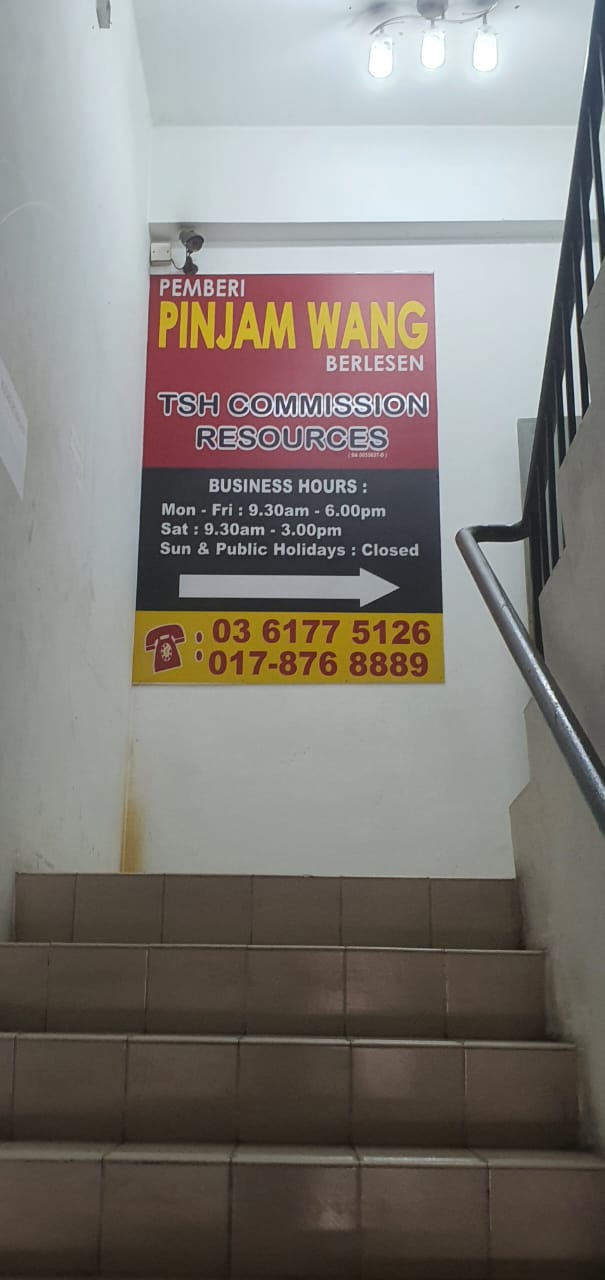 PEMBERI
PINJAM WANG
BERLESEN
TSH COMMISSION
RESOURCES
BUSINESS HOURS :
Mon - Fri : 9.30am - 6.00pm
Sat : 9.30am - 3.00pm
Sun & Public Holidays : Closed
: 03 6177 5126
017-876 8889